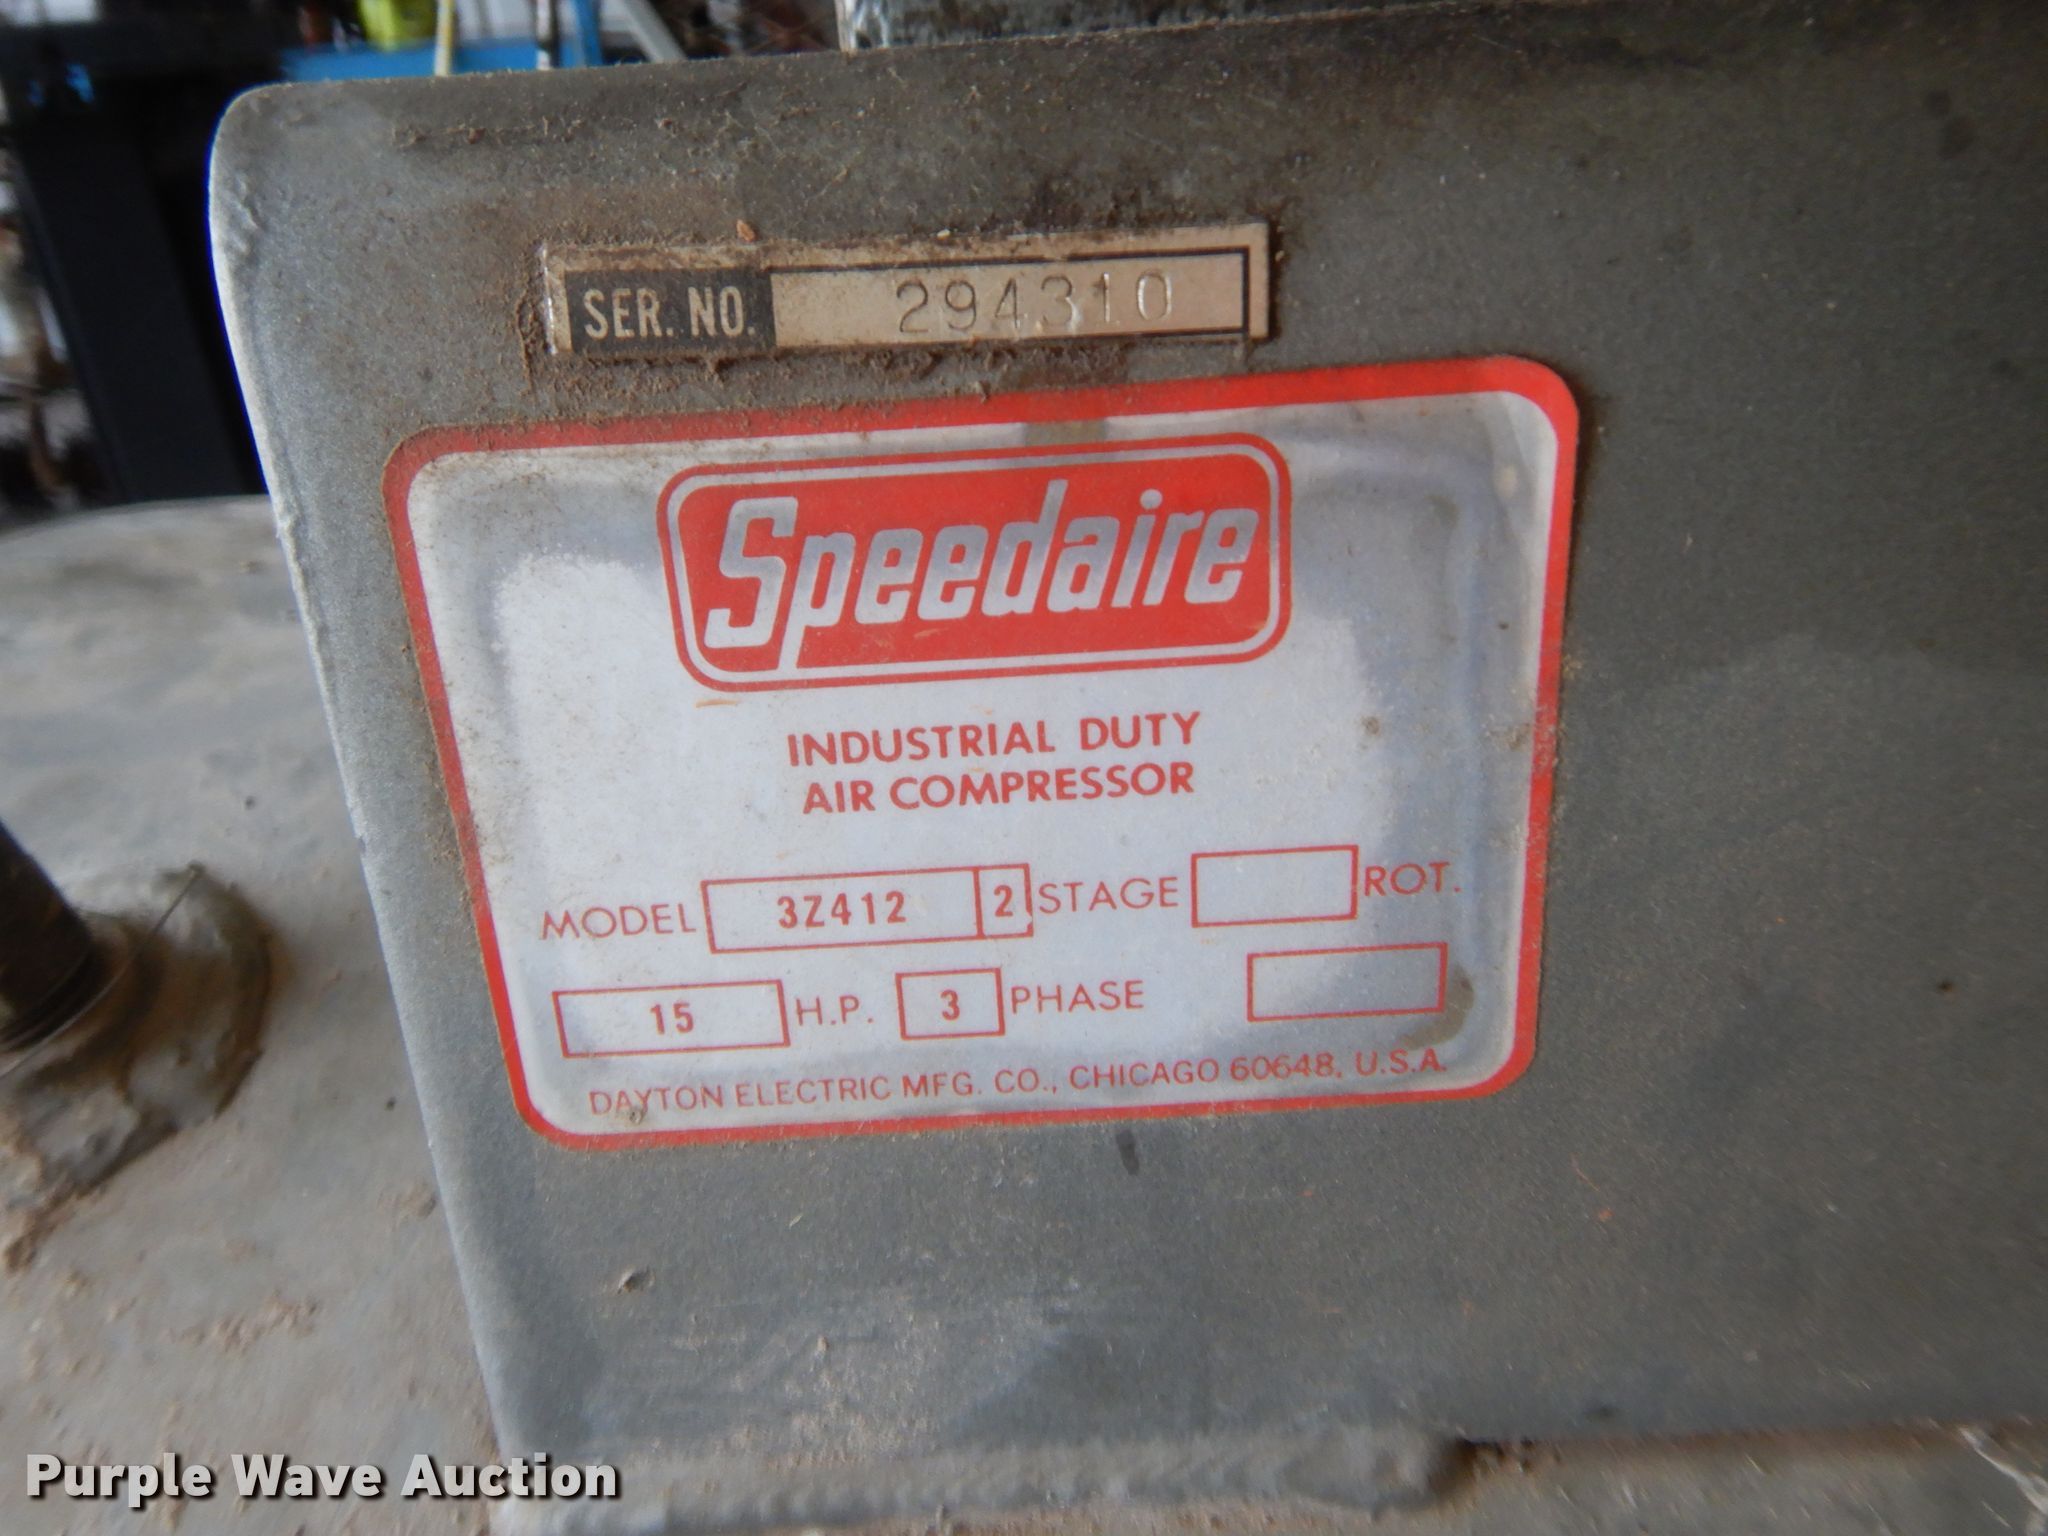 SER. NO. 294310
Speedaire
INDUSTRIAL DUTY
AIR COMPRESSOR
MODEL 3Z412 2 STAGE ROT.
15 H.P. 3 PHASE
DAYTON ELECTRIC MFG. CO., CHICAGO 60648, U.S.A.
Purple Wave Auction